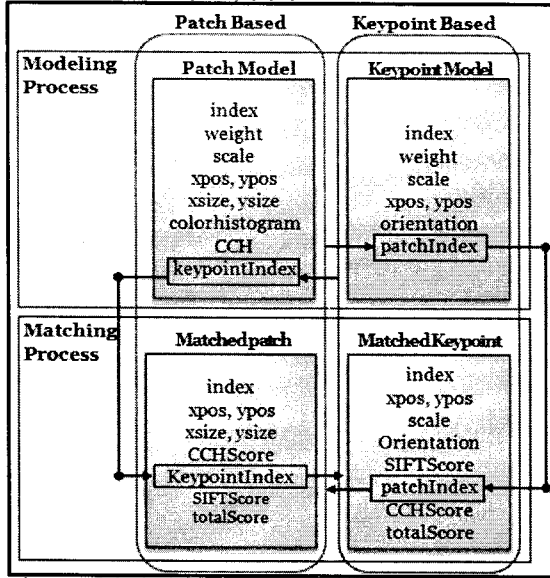 Patch Based
Keypoint Based
Modeling
Process
Patch Model
index
weight
scale
xpos, ypos
xsize, ysize
colorhistogram
CCH
keypointIndex
Keypoint Model
index
weight
scale
xpos, ypos
orientation
patchIndex
Matching
Process
Matchedpatch
index
xpos, ypos
xsize, ysize
CCHScore
KeypointIndex
SIFTScore
totalScore
MatchedKeypoint
index
xpos, ypos
scale
Orientation
SIFTScore
patchIndex
CCHScore
totalScore